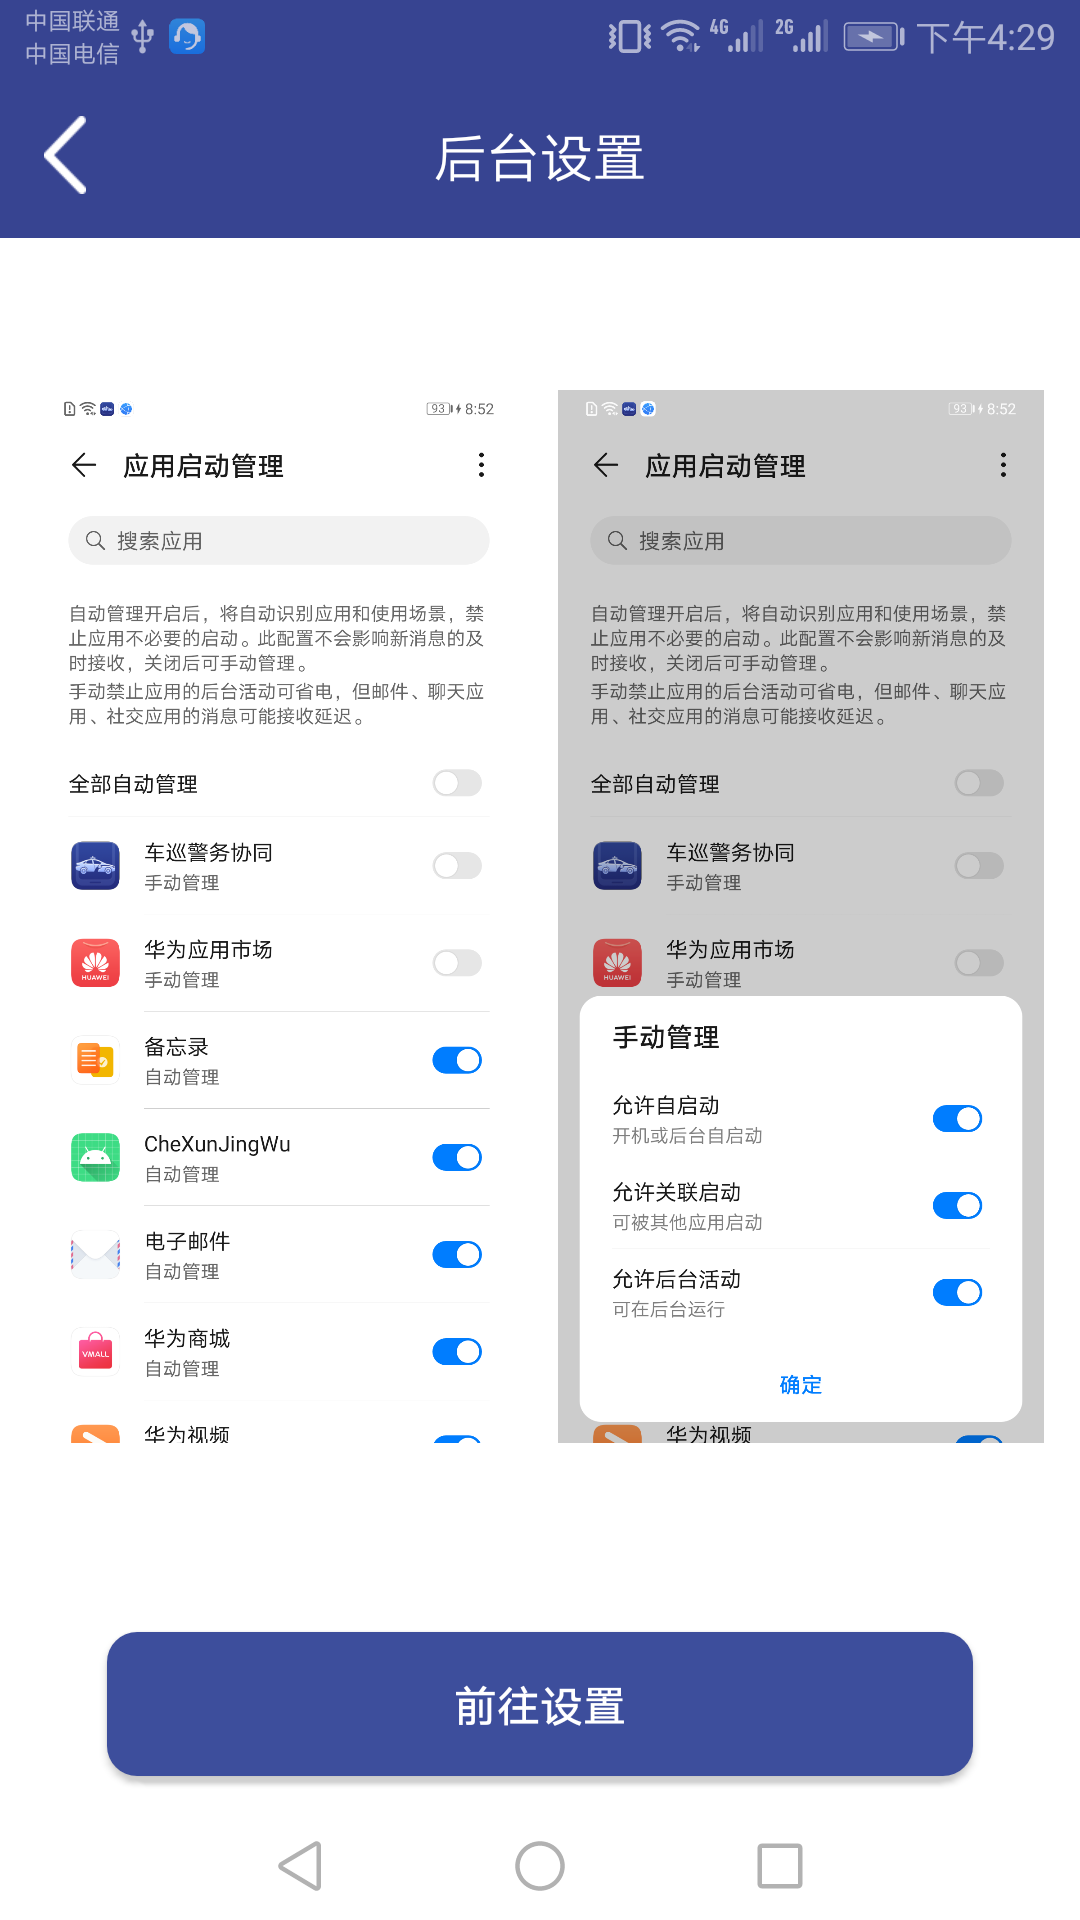 中国联通
中国电信
4G
2G
下午4:29
后台设置
93
8:52
应用启动管理
搜索应用
自动管理开启后，将自动识别应用和使用场景，禁
止应用不必要的启动。此配置不会影响新消息的及
时接收，关闭后可手动管理。
手动禁止应用的后台活动可省电，但邮件、聊天应
用、社交应用的消息可能接收延迟。
全部自动管理
车巡警务协同
手动管理
HUAWEI
华为应用市场
手动管理
备忘录
自动管理
CheXunJingWu
自动管理
电子邮件
自动管理
VMALL
华为商城
自动管理
华为视频
93
8:52
应用启动管理
搜索应用
自动管理开启后，将自动识别应用和使用场景，禁
止应用不必要的启动。此配置不会影响新消息的及
时接收，关闭后可手动管理。
手动禁止应用的后台活动可省电，但邮件、聊天应
用、社交应用的消息可能接收延迟。
全部自动管理
车巡警务协同
手动管理
HUAWEI
华为应用市场
手动管理
手动管理
允许自启动
开机或后台自启动
允许关联启动
可被其他应用启动
允许后台活动
可在后台运行
确定
华为视频
前往设置